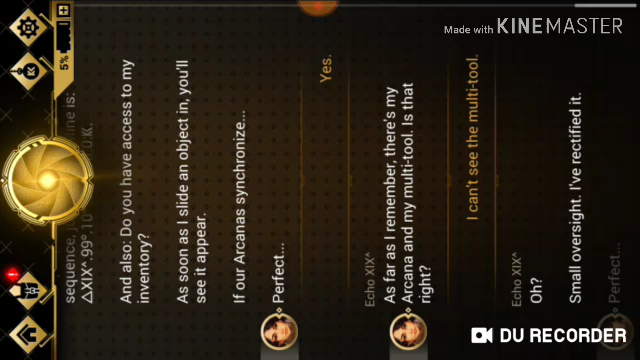 Made with KINEMASTER
5%
sequence,
ΔXIX^.99°.10
And also: Do you have access to my
inventory?
As soon as I slide an object in, you'll
see it appear.
If our Arcanas synchronize...
Perfect...
Yes.
Echo XIX^
As far as I remember, there's my
Arcana and my multi-tool. Is that
right?
I can't see the multi-tool.
Echo XIX^
Oh?
Small oversight. I've rectified it.
Perfect...
DU RECORDER